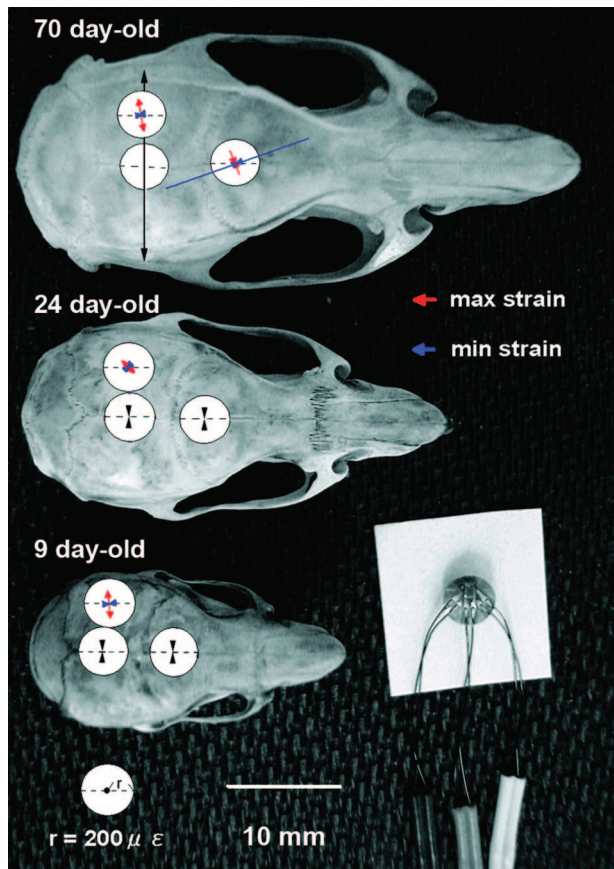 70 day-old
24 day-old
max strain
min strain
9 day-old
r
r = 200 μ ε
10 mm